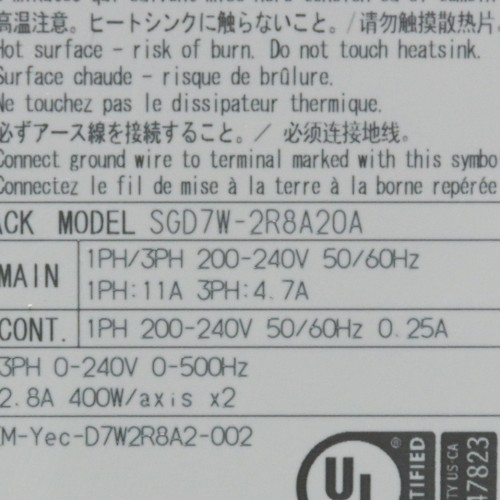 高温注意。ヒートシンクに触らないこと。/请勿触摸散热片.
Hot surface - risk of burn. Do not touch heatsink.
Surface chaude - risque de brûlure.
Ne touchez pas le dissipateur thermique.
必ずアース線を接続すること。/ 必须连接地线。
Connect ground wire to terminal marked with this symbo
Connectez le fil de mise à la terre à la borne repérée
ACK MODEL SGD7W-2R8A20A
MAIN 1PH/3PH 200-240V 50/60Hz
1PH:11A 3PH:4.7A
CONT. 1PH 200-240V 50/60Hz 0.25A
3PH 0-240V 0-500Hz
2.8A 400W/axis x2
M-Yec-D7W2R8A2-002
UL ®
TIFIED
TY US·CA
47823